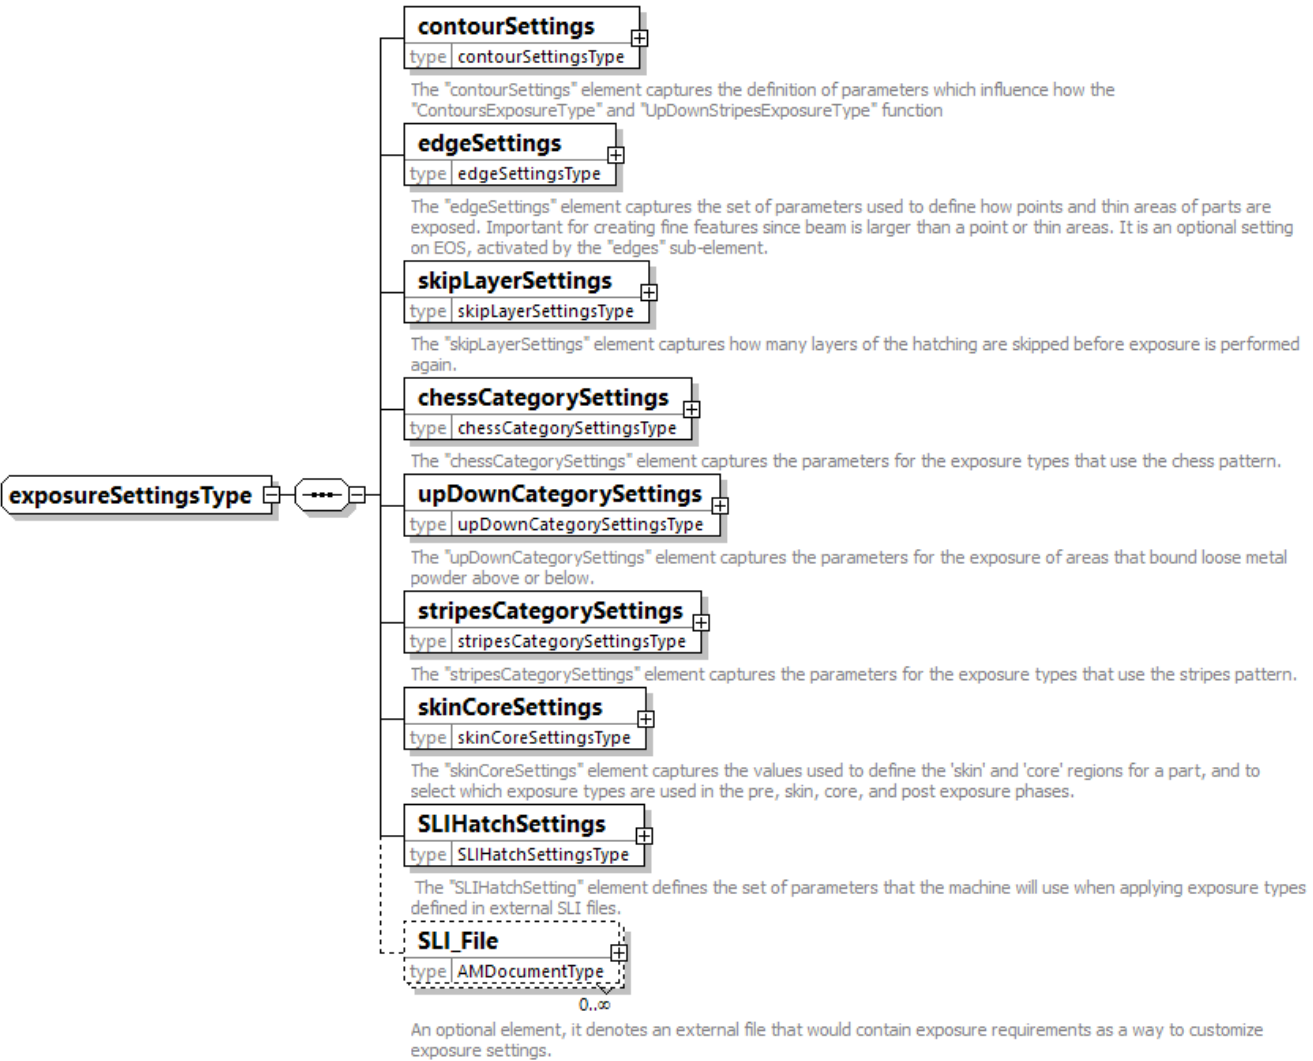 contourSettings
type contourSettingsType
The "contourSettings" element captures the definition of parameters which influence how the
"ContoursExposureType" and "UpDownStripesExposureType" function
edgeSettings
type edgeSettingsType
The "edgeSettings" element captures the set of parameters used to define how points and thin areas of parts are
exposed. Important for creating fine features since beam is larger than a point or thin areas. It is an optional setting
on EOS, activated by the "edges" sub-element.
skipLayerSettings
type skipLayerSettingsType
The "skipLayerSettings" element captures how many layers of the hatching are skipped before exposure is performed
again.
chessCategorySettings
type chessCategorySettingsType
The "chessCategorySettings" element captures the parameters for the exposure types that use the chess pattern.
exposureSettingsType
upDownCategorySettings
type upDownCategorySettingsType
The "upDownCategorySettings" element captures the parameters for the exposure of areas that bound loose metal
powder above or below.
stripesCategorySettings
type stripesCategorySettingsType
The "stripesCategorySettings" element captures the parameters for the exposure types that use the stripes pattern.
skinCoreSettings
type skinCoreSettingsType
The "skinCoreSettings" element captures the values used to define the 'skin' and 'core' regions for a part, and to
select which exposure types are used in the pre, skin, core, and post exposure phases.
SLIHatchSettings
type SLIHatchSettingsType
The "SLIHatchSetting" element defines the set of parameters that the machine will use when applying exposure types
defined in external SLI files.
SLI_File
type AMDocumentType
0..∞
An optional element, it denotes an external file that would contain exposure requirements as a way to customize
exposure settings.